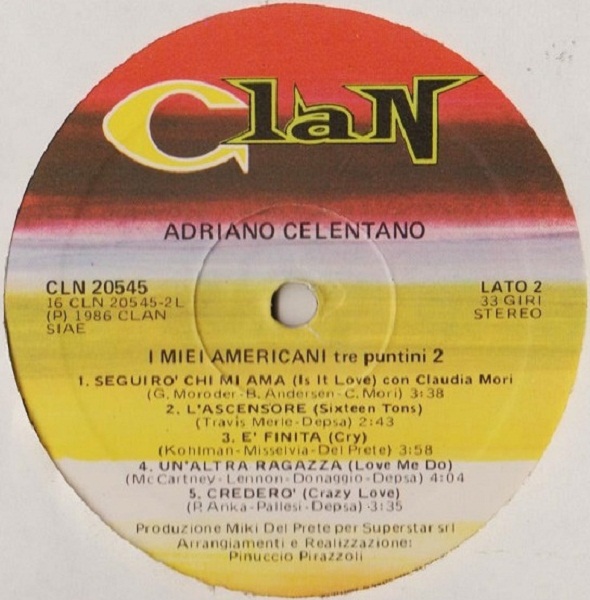 Clan
ADRIANO CELENTANO
CLN 20545
16 CLN 20545-2L
(P) 1986 CLAN
SIAE
LATO 2
33 GIRI
STEREO
I MIEI AMERICANI tre puntini 2
1. SEGUIRO' CHI MI AMA (Is It Love) con Claudia Mori
(G. Moroder - B. Andersen - C. Mori) 3:38
2. L'ASCENSORE (Sixteen Tons)
(Travis Merle - Depsa) 2:43
3. E' FINITA (Cry)
(Kohlman - Misselvia - Del Prete) 3:58
4. UN'ALTRA RAGAZZA (Love Me Do)
(Mc Cartney - Lennon - Donaggio - Depsa) 4:04
5. CREDERO' (Crazy Love)
(P. Anka - Pallesi - Depsa) 3:35
Produzione Miki Del Prete per Superstar srl
Arrangiamenti e Realizzazione:
Pinuccio Pirazzoli